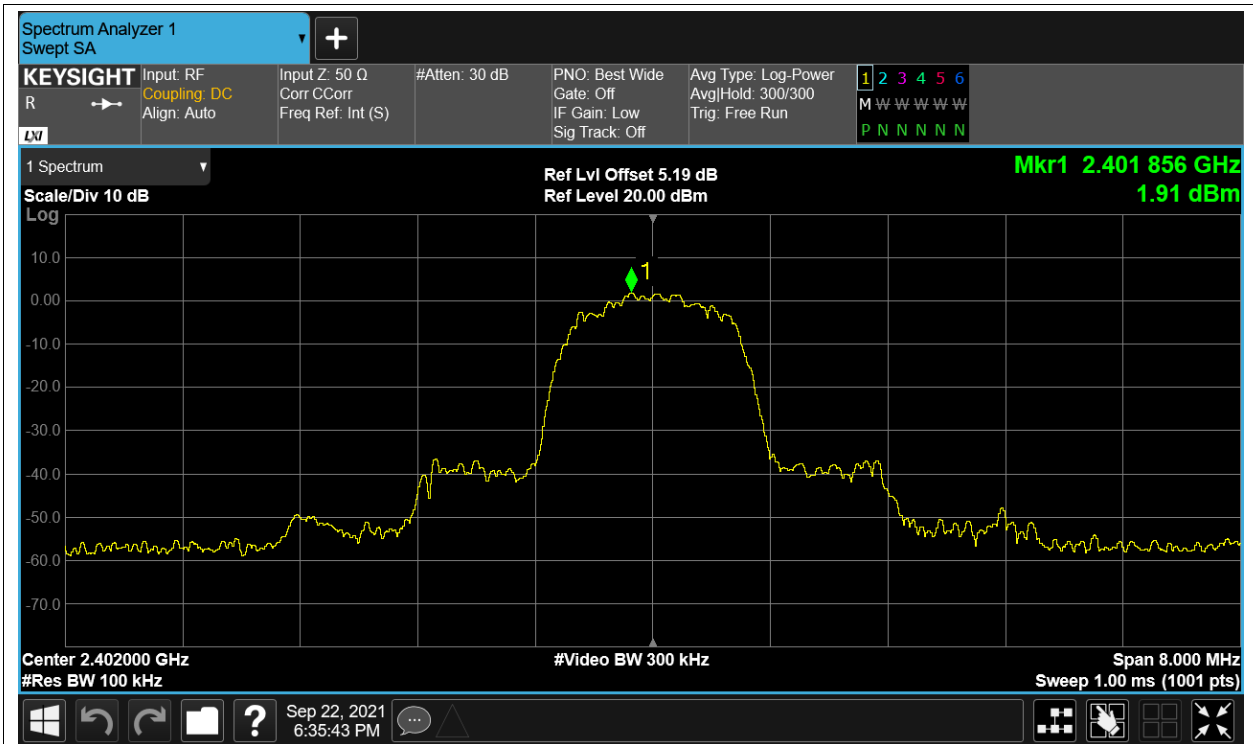 Spectrum Analyzer 1
Swept SA
KEYSIGHT
R
LXI
Input: RF
Coupling: DC
Align: Auto
Input Z: 50 Ω
Corr CCorr
Freq Ref: Int (S)
#Atten: 30 dB
PNO: Best Wide
Gate: Off
IF Gain: Low
Sig Track: Off
Avg Type: Log-Power
Avg|Hold: 300/300
Trig: Free Run
1 2 3 4 5 6
M W W W W W
P N N N N N
1 Spectrum
Scale/Div 10 dB
Log
Ref Lvl Offset 5.19 dB
Ref Level 20.00 dBm
Mkr1 2.401 856 GHz
1.91 dBm
1
10.0
0.00
-10.0
-20.0
-30.0
-40.0
-50.0
-60.0
-70.0
Center 2.402000 GHz
#Res BW 100 kHz
#Video BW 300 kHz
Span 8.000 MHz
Sweep 1.00 ms (1001 pts)
?
Sep 22, 2021
6:35:43 PM